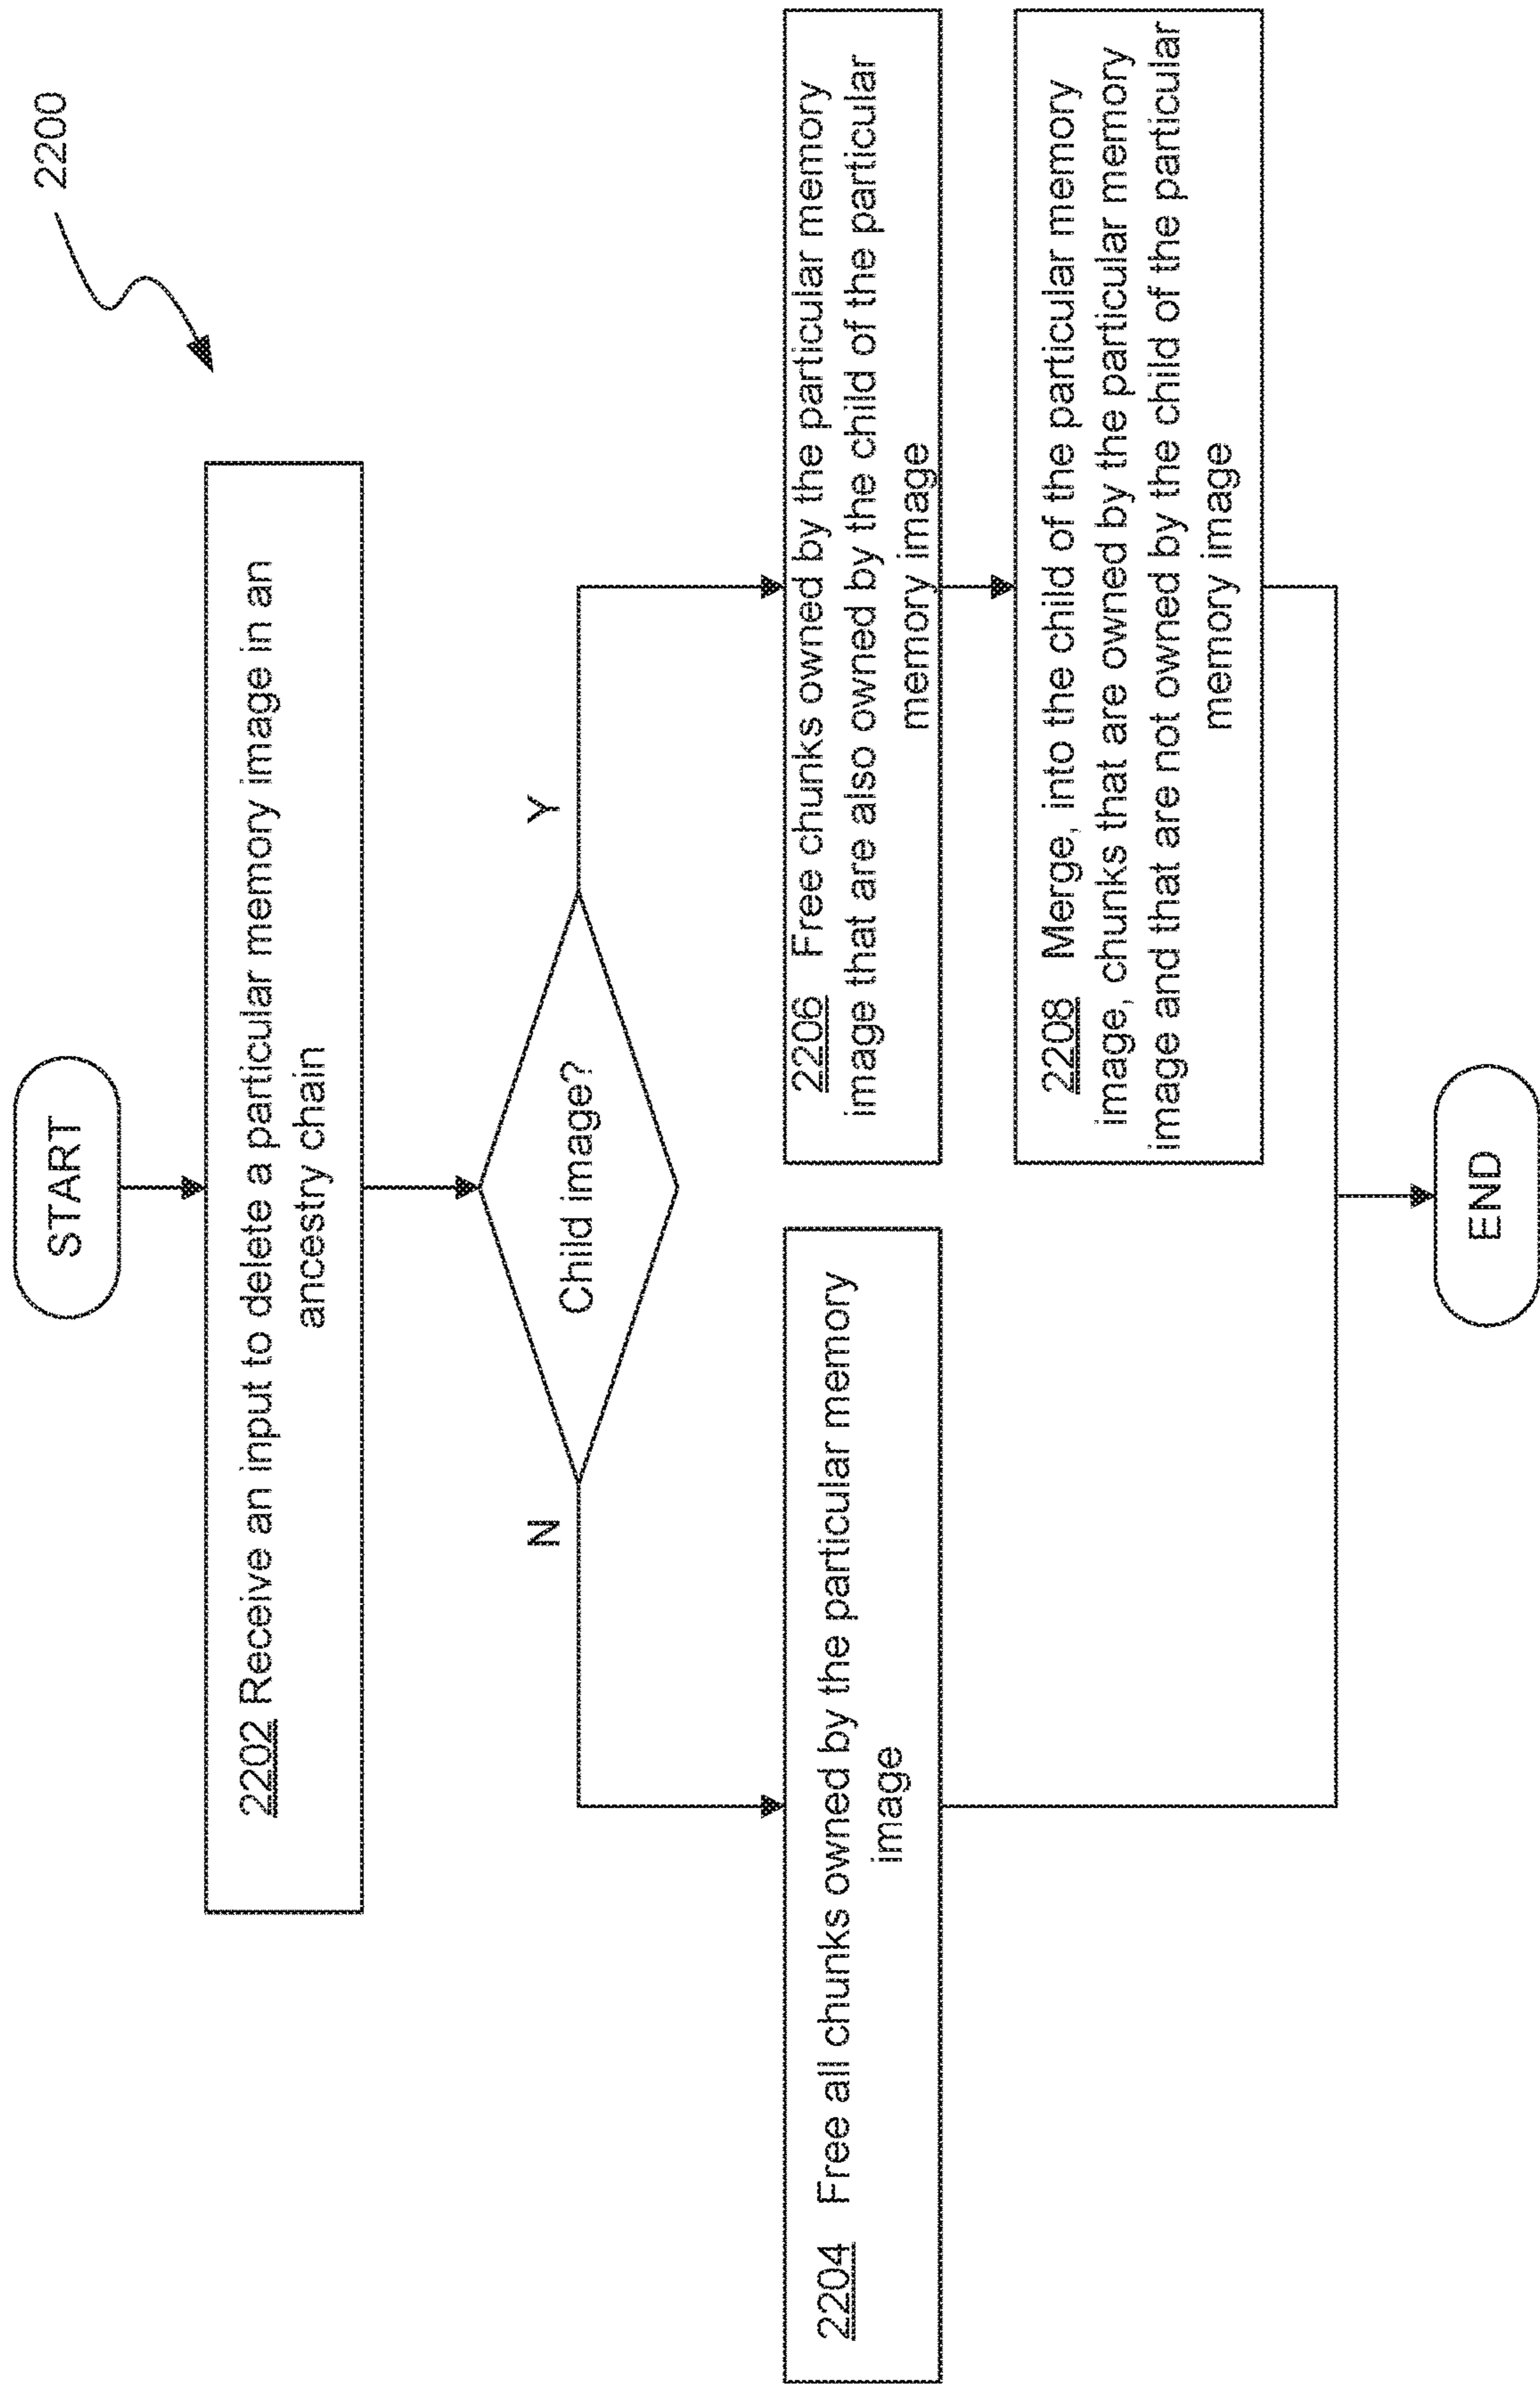 2200
START
2202 Receive an input to delete a particular memory image in an
ancestry chain
Child image?
N
Y
2204 Free all chunks owned by the particular memory
image
2206 Free chunks owned by the particular memory
image that are also owned by the child of the particular
memory image
2208 Merge, into the child of the particular memory
image, chunks that are owned by the particular memory
image and that are not owned by the child of the particular
memory image
END